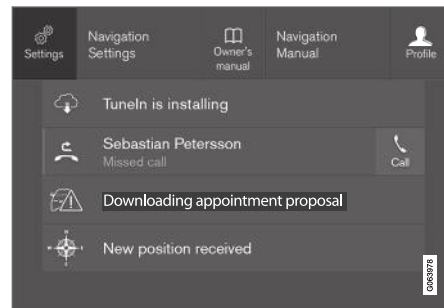 Settings
Navigation
Settings
Owner's
manual
Navigation
Manual
Profile
TuneIn is installing
Sebastian Petersson
Missed call
Call
Downloading appointment proposal
New position received
G063978